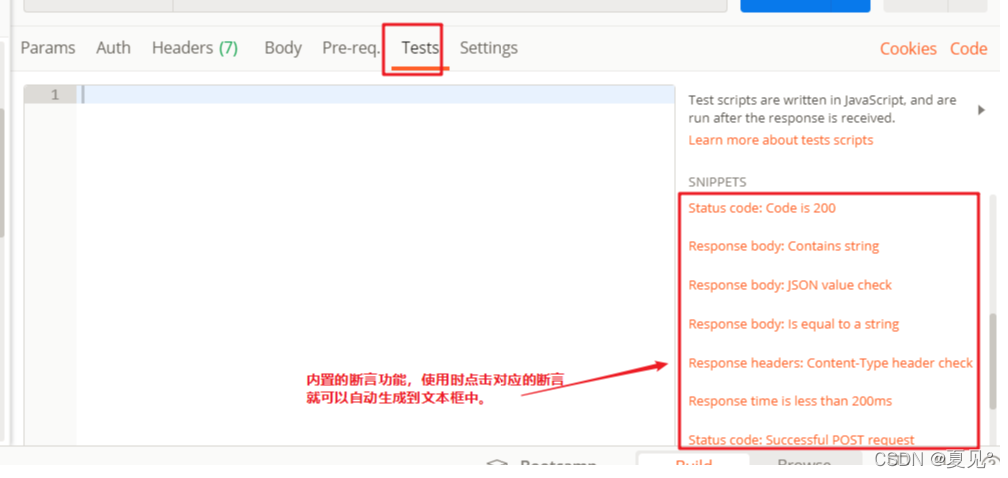 Params Auth Headers (7) Body Pre-req. Tests Settings Cookies Code
1
Test scripts are written in JavaScript, and are
run after the response is received.
Learn more about tests scripts
SNIPPETS
Status code: Code is 200
Response body: Contains string
Response body: JSON value check
Response body: Is equal to a string
Response headers: Content-Type header check
Response time is less than 200ms
Status code: Successful POST request
内置的断言功能，使用时点击对应的断言
就可以自动生成到文本框中。
Bootcamp Build Browse
CSDN @夏见°